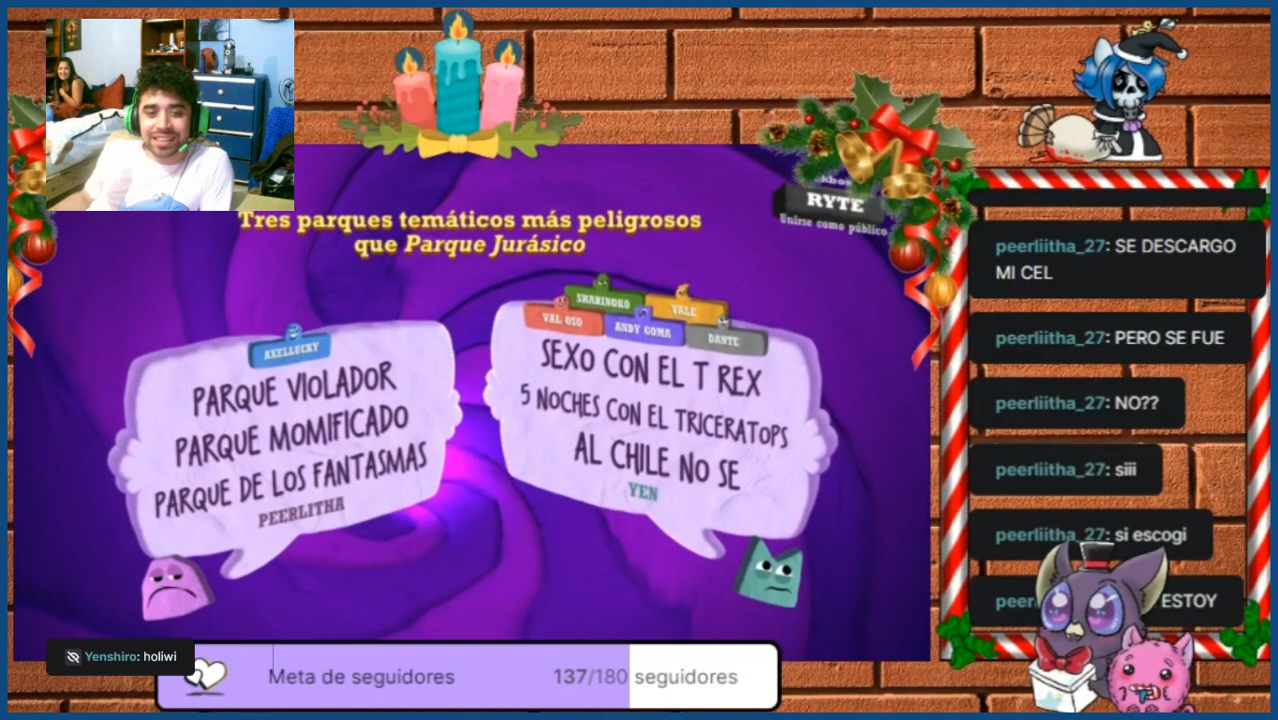 Tres parques temáticos más peligrosos
que Parque Jurásico
RYTE
Unirse como público
AXELLUCKY
PARQUE VIOLADOR
PARQUE MOMIFICADO
PARQUE DE LOS FANTASMAS
PEERLITHA
SHARINOKO
VALE
VAL OSO
ANDY GOMA
DANTE
SEXO CON EL T REX
5 NOCHES CON EL TRICERATOPS
AL CHILE NO SE
YEN
peerliitha_27: SE DESCARGO
MI CEL
peerliitha_27: PERO SE FUE
peerliitha_27: NO??
peerliitha_27: siii
peerliitha_27: si escogi
ESTOY
Yenshiro: holiwi
Meta de seguidores
137/180 seguidores